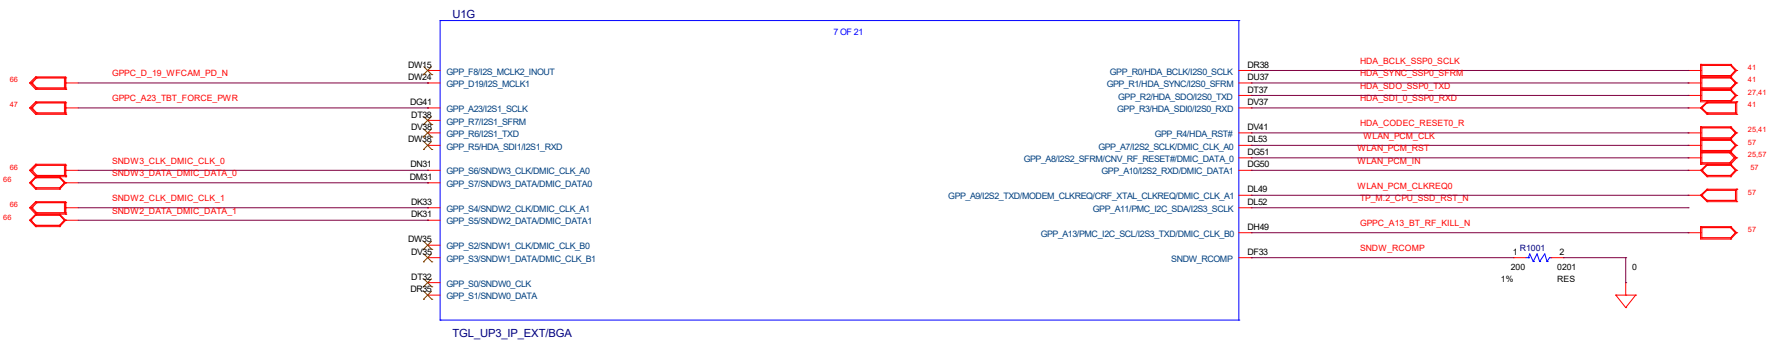 U1G
7 OF 21
66 GPPC_D_19_WFCAM_PD_N
DW15 GPP_F8/I2S_MCLK2_INOUT
DW24 GPP_D19/I2S_MCLK1
47 GPPC_A23_TBT_FORCE_PWR
DG41 GPP_A23/I2S1_SCLK
DT38 GPP_R7/I2S1_SFRM
DV38 GPP_R6/I2S1_TXD
DW38 GPP_R5/HDA_SDI1/I2S1_RXD
66 SNDW3_CLK_DMIC_CLK_0 DN31 GPP_S6/SNDW3_CLK/DMIC_CLK_A0
66 SNDW3_DATA_DMIC_DATA_0 DM31 GPP_S7/SNDW3_DATA/DMIC_DATA0
66 SNDW2_CLK_DMIC_CLK_1 DK33 GPP_S4/SNDW2_CLK/DMIC_CLK_A1
66 SNDW2_DATA_DMIC_DATA_1 DK31 GPP_S5/SNDW2_DATA/DMIC_DATA1
DW35 GPP_S2/SNDW1_CLK/DMIC_CLK_B0
DV35 GPP_S3/SNDW1_DATA/DMIC_CLK_B1
DT32 GPP_S0/SNDW0_CLK
DR35 GPP_S1/SNDW0_DATA
GPP_R0/HDA_BCLK/I2S0_SCLK DR38 HDA_BCLK_SSP0_SCLK 41
GPP_R1/HDA_SYNC/I2S0_SFRM DU37 HDA_SYNC_SSP0_SFRM 41
GPP_R2/HDA_SDO/I2S0_TXD DT37 HDA_SDO_SSP0_TXD 27,41
GPP_R3/HDA_SDI0/I2S0_RXD DV37 HDA_SDI_0_SSP0_RXD 41
GPP_R4/HDA_RST# DV41 HDA_CODEC_RESET0_R 25,41
GPP_A7/I2S2_SCLK/DMIC_CLK_A0 DL53 WLAN_PCM_CLK 57
GPP_A8/I2S2_SFRM/CNV_RF_RESET#/DMIC_DATA_0 DG51 WLAN_PCM_RST 25,57
GPP_A10/I2S2_RXD/DMIC_DATA1 DG50 WLAN_PCM_IN 57
GPP_A9/I2S2_TXD/MODEM_CLKREQ/CRF_XTAL_CLKREQ/DMIC_CLK_A1 DL49 WLAN_PCM_CLKREQ0 57
GPP_A11/PMC_I2C_SDA/I2S3_SCLK DL52 TP_M.2_CPU_SSD_RST_N
GPP_A13/PMC_I2C_SCL/I2S3_TXD/DMIC_CLK_B0 DH49 GPPC_A13_BT_RF_KILL_N 57
SNDW_RCOMP DF33 SNDW_RCOMP
1 R1001 2
200 0201 0
1% RES
TGL_UP3_IP_EXT/BGA